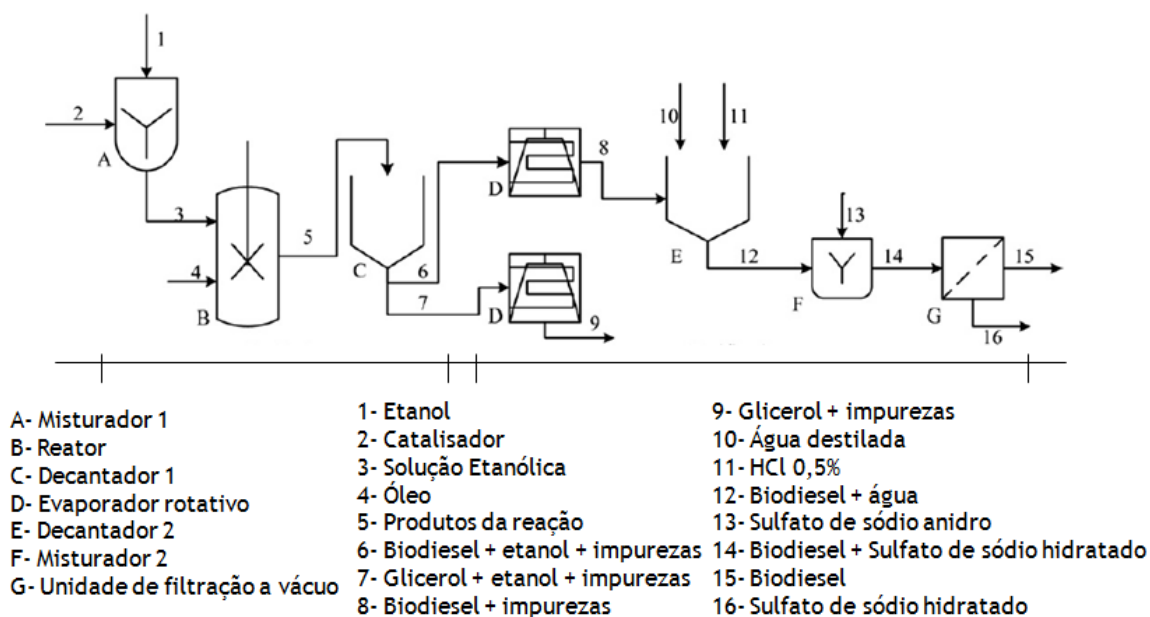 1
2
A
3
4
B
5
C
6
7
D
8
D
9
10
11
E
12
13
F
14
G
15
16
A- Misturador 1
B- Reator
C- Decantador 1
D- Evaporador rotativo
E- Decantador 2
F- Misturador 2
G- Unidade de filtração a vácuo
1- Etanol
2- Catalisador
3- Solução Etanólica
4- Óleo
5- Produtos da reação
6- Biodiesel + etanol + impurezas
7- Glicerol + etanol + impurezas
8- Biodiesel + impurezas
9- Glicerol + impurezas
10- Água destilada
11- HCl 0,5%
12- Biodiesel + água
13- Sulfato de sódio anidro
14- Biodiesel + Sulfato de sódio hidratado
15- Biodiesel
16- Sulfato de sódio hidratado